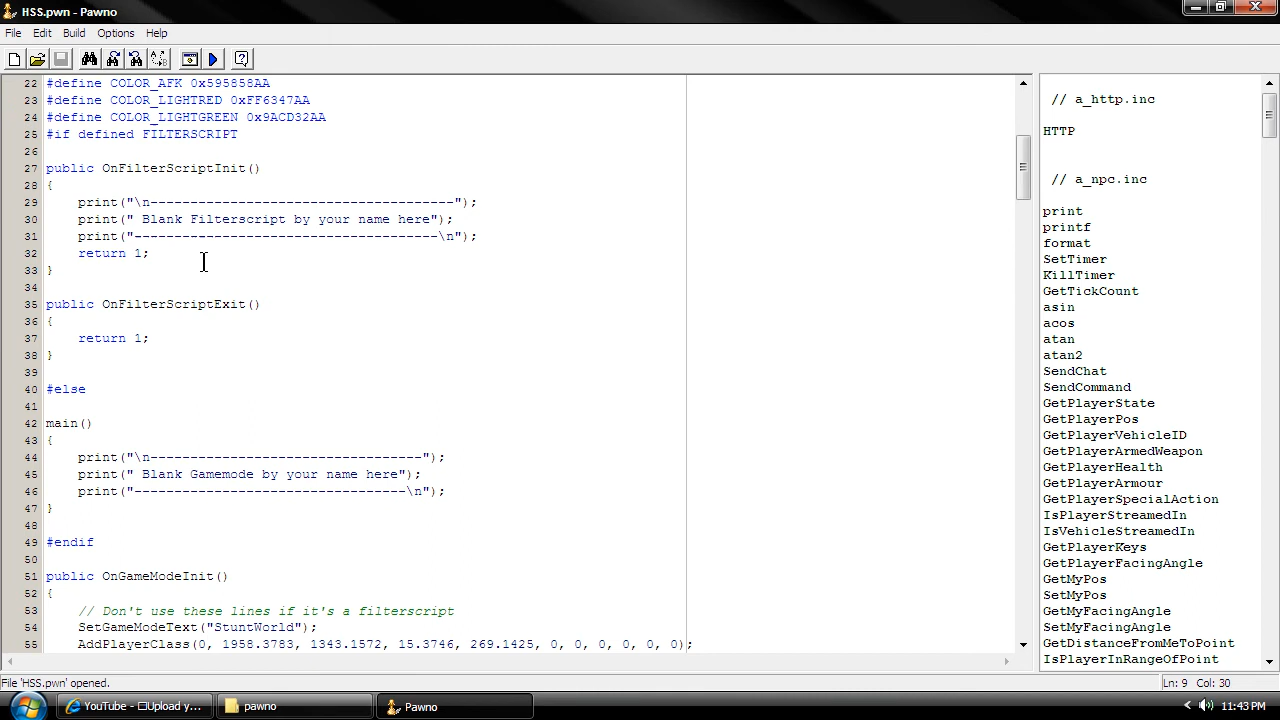 HSS.pwn - Pawno
File Edit Build Options Help
22 #define COLOR_AFK 0x595858AA
23 #define COLOR_LIGHTRED 0xFF6347AA
24 #define COLOR_LIGHTGREEN 0x9ACD32AA
25 #if defined FILTERSCRIPT
26
27 public OnFilterScriptInit()
28 {
29 print("\n--------------------------------------");
30 print(" Blank Filterscript by your name here");
31 print("--------------------------------------\n");
32 return 1;
33 }
34
35 public OnFilterScriptExit()
36 {
37 return 1;
38 }
39
40 #else
41
42 main()
43 {
44 print("\n----------------------------------");
45 print(" Blank Gamemode by your name here");
46 print("----------------------------------\n");
47 }
48
49 #endif
50
51 public OnGameModeInit()
52 {
53 // Don't use these lines if it's a filterscript
54 SetGameModeText("StuntWorld");
55 AddPlayerClass(0, 1958.3783, 1343.1572, 15.3746, 269.1425, 0, 0, 0, 0, 0, 0);
// a_http.inc
HTTP
// a_npc.inc
print
printf
format
SetTimer
KillTimer
GetTickCount
asin
acos
atan
atan2
SendChat
SendCommand
GetPlayerState
GetPlayerPos
GetPlayerVehicleID
GetPlayerArmedWeapon
GetPlayerHealth
GetPlayerArmour
GetPlayerSpecialAction
IsPlayerStreamedIn
IsVehicleStreamedIn
GetPlayerKeys
GetPlayerFacingAngle
GetMyPos
SetMyPos
GetMyFacingAngle
SetMyFacingAngle
GetDistanceFromMeToPoint
IsPlayerInRangeOfPoint
File 'HSS.pwn' opened.
Ln: 9 Col: 30
YouTube - □Upload y...
pawno
Pawno
11:43 PM